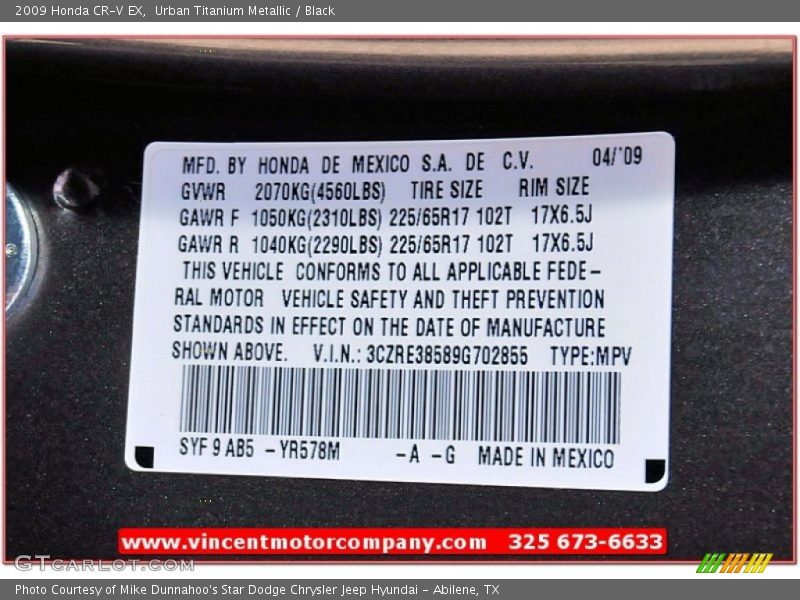 2009 Honda CR-V EX, Urban Titanium Metallic / Black
MFD. BY HONDA DE MEXICO S.A. DE C.V. 04/'09
GVWR 2070KG(4560LBS) TIRE SIZE RIM SIZE
GAWR F 1050KG(2310LBS) 225/65R17 102T 17X6.5J
GAWR R 1040KG(2290LBS) 225/65R17 102T 17X6.5J
THIS VEHICLE CONFORMS TO ALL APPLICABLE FEDE-
RAL MOTOR VEHICLE SAFETY AND THEFT PREVENTION
STANDARDS IN EFFECT ON THE DATE OF MANUFACTURE
SHOWN ABOVE. V.I.N.: 3CZRE38589G702855 TYPE:MPV
SYF 9 AB5 -YR578M -A -G MADE IN MEXICO
www.vincentmotorcompany.com 325 673-6633
GTcarlot.com
Photo Courtesy of Mike Dunnahoo's Star Dodge Chrysler Jeep Hyundai - Abilene, TX